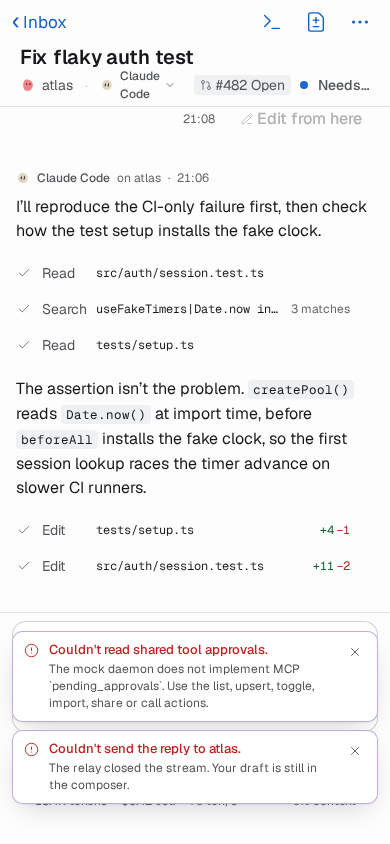 Inbox
Fix flaky auth test
atlas · Claude Code #482 Open Needs…
21:08 Edit from here
Claude Code on atlas · 21:06
I’ll reproduce the CI-only failure first, then check
how the test setup installs the fake clock.
Read src/auth/session.test.ts
Search useFakeTimers|Date.now in… 3 matches
Read tests/setup.ts
The assertion isn’t the problem. createPool()
reads Date.now() at import time, before
beforeAll installs the fake clock, so the first
session lookup races the timer advance on
slower CI runners.
Edit tests/setup.ts +4 −1
Edit src/auth/session.test.ts +11 −2
Couldn't read shared tool approvals.
The mock daemon does not implement MCP
`pending_approvals`. Use the list, upsert, toggle,
import, share or call actions.
Couldn't send the reply to atlas.
The relay closed the stream. Your draft is still in
the composer.